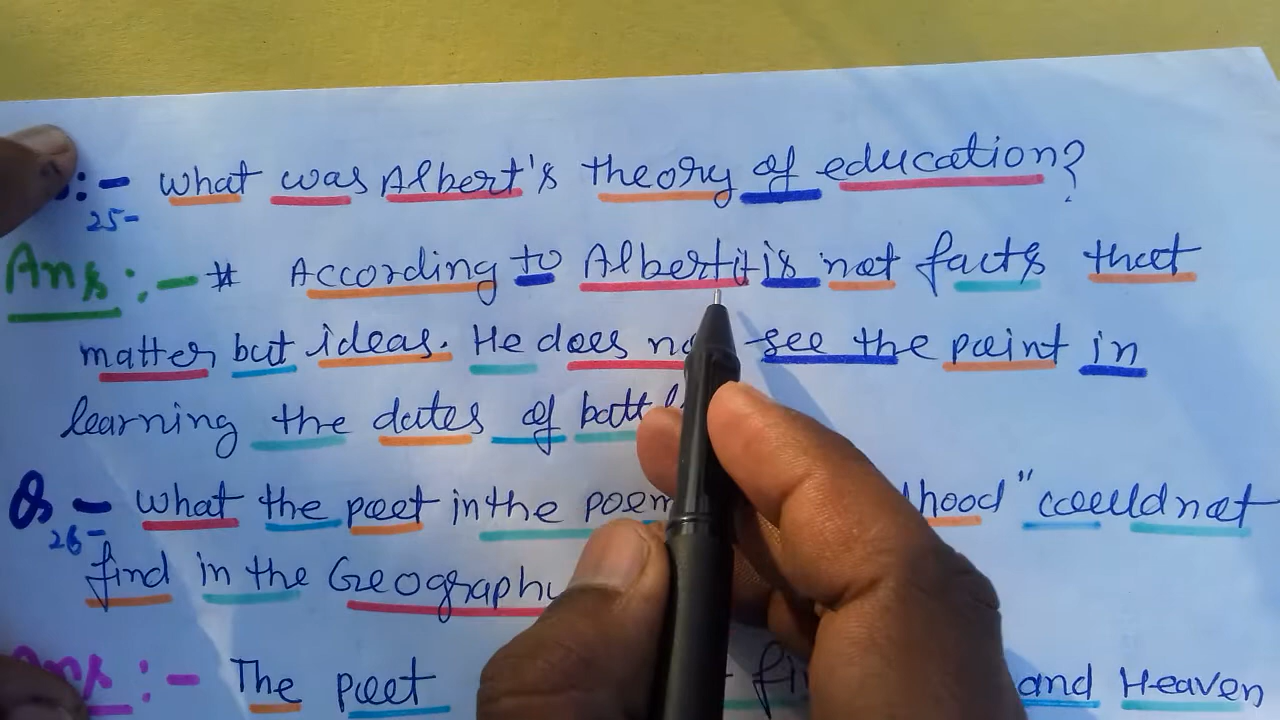 :- What was Albert's theory of education?
25-
Ans:- # According to Albert it is not facts that
matter but ideas. He does see the point in
learning the dates of
Q - What the poet in the poem hood" could not
26-
find in the Geography
Ans:- The poet and Heaven